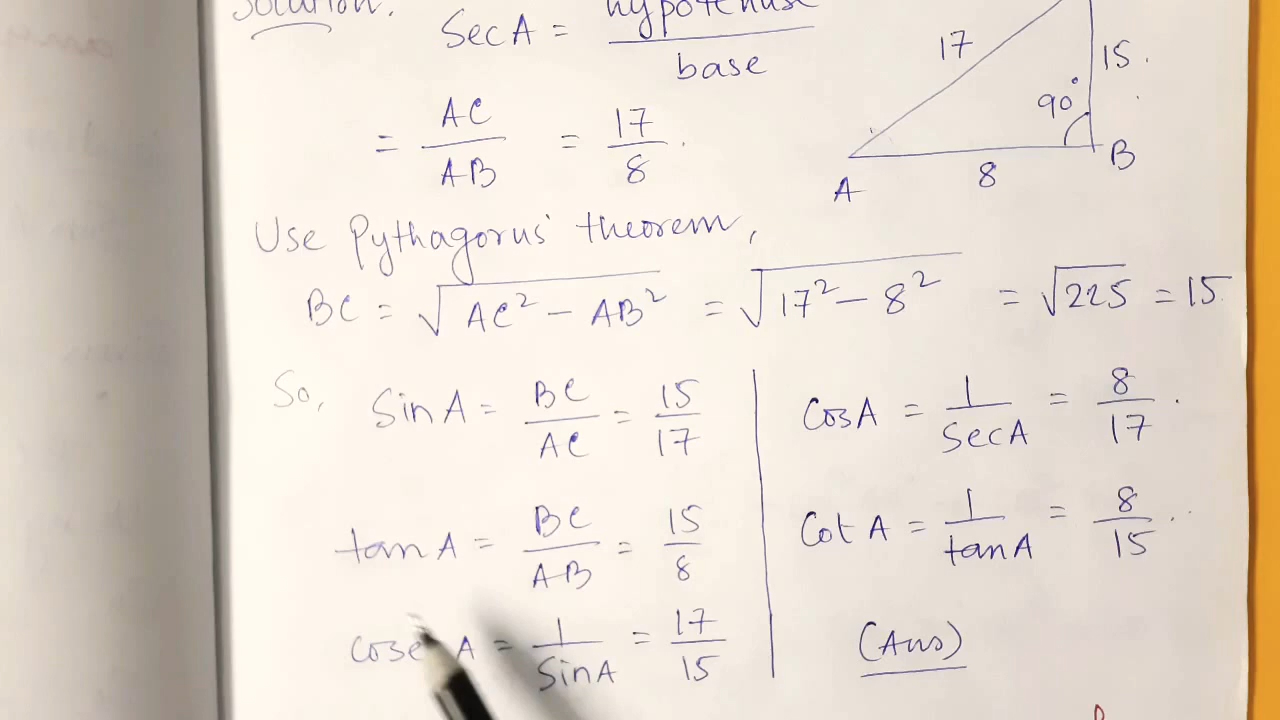 Solution.
Sec A = hypotenuse / base
= AC / AB = 17 / 8 .
17
15 .
90°
A
8
B
Use Pythagorus' theorem,
BC = √(AC² − AB²) = √(17² − 8²) = √225 = 15
So, Sin A = BC / AC = 15 / 17
Cos A = 1 / Sec A = 8 / 17 .
tan A = BC / AB = 15 / 8
Cot A = 1 / tan A = 8 / 15 ..
A = 1 / Sin A = 17 / 15
(Ans)